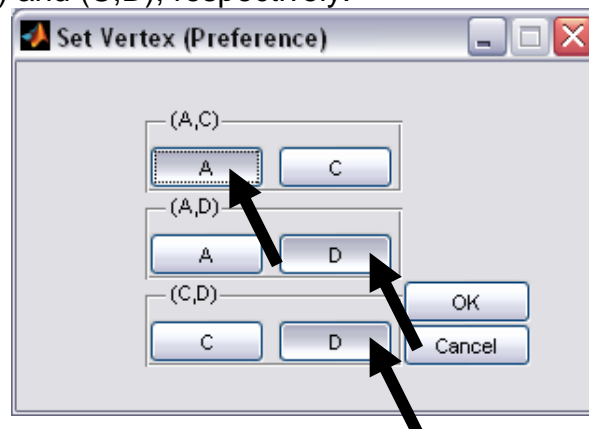 ) and (C,D), respectively.
Set Vertex (Preference)
(A,C)
A C
(A,D)
A D
(C,D)
C D
OK
Cancel